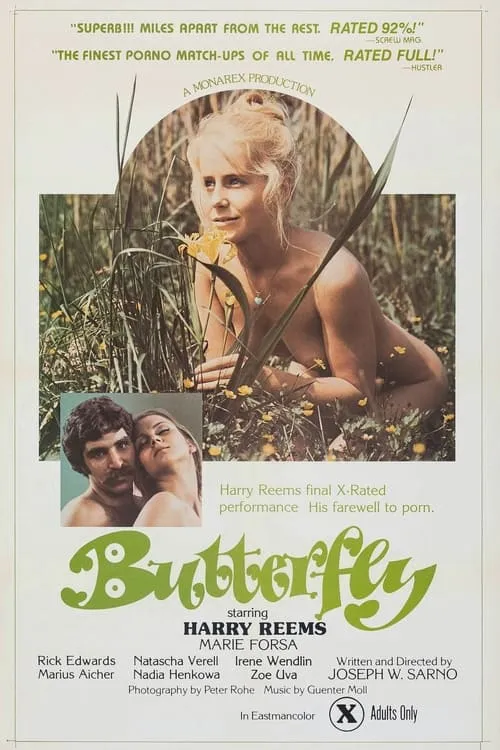 "SUPERB!!! MILES APART FROM THE REST. RATED 92%!"
—SCREW MAG.
"THE FINEST PORNO MATCH-UPS OF ALL TIME. RATED FULL!"
—HUSTLER
A MONAREX PRODUCTION
Harry Reems final X-Rated
performance His farewell to porn.
Butterfly
starring
HARRY REEMS
MARIE FORSA
Rick Edwards Natascha Verell Irene Wendlin
Marius Aicher Nadia Henkowa Zoe Uva
Written and Directed by
JOSEPH W. SARNO
Photography by Peter Rohe Music by Guenter Moll
In Eastmancolor X Adults Only